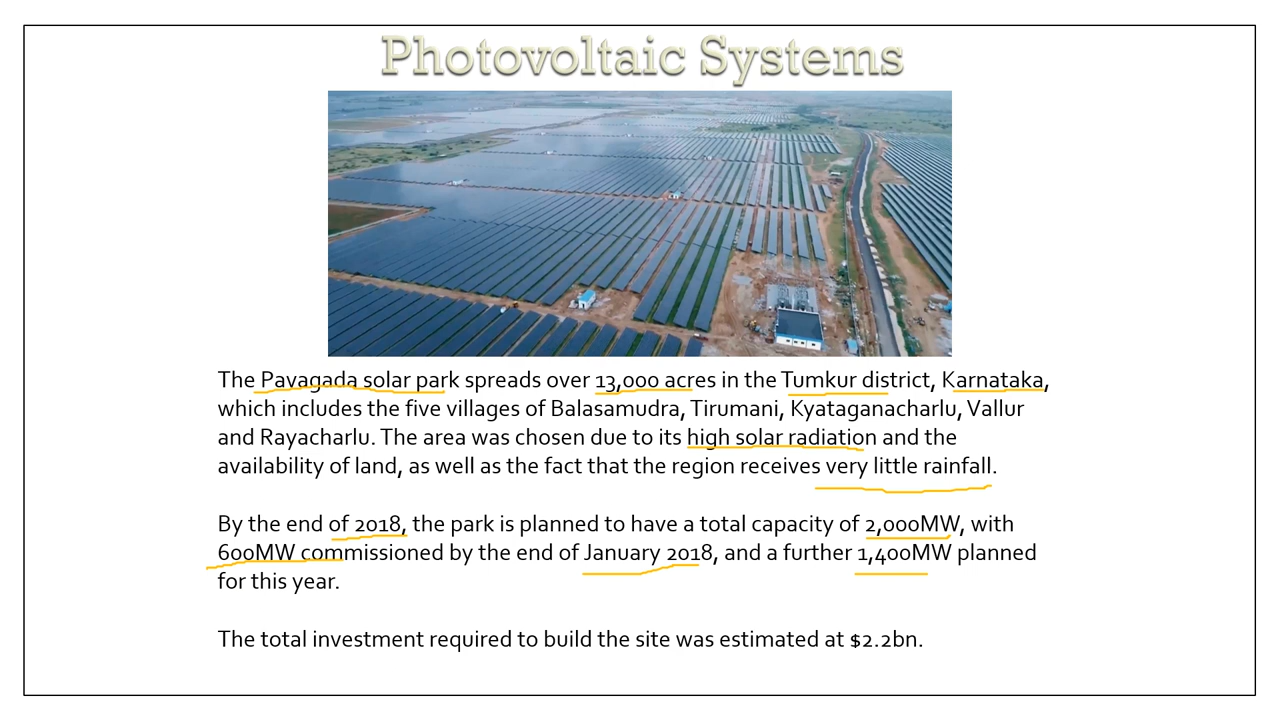 Photovoltaic Systems
The Pavagada solar park spreads over 13,000 acres in the Tumkur district, Karnataka,
which includes the five villages of Balasamudra, Tirumani, Kyataganacharlu, Vallur
and Rayacharlu. The area was chosen due to its high solar radiation and the
availability of land, as well as the fact that the region receives very little rainfall.
By the end of 2018, the park is planned to have a total capacity of 2,000MW, with
600MW commissioned by the end of January 2018, and a further 1,400MW planned
for this year.
The total investment required to build the site was estimated at $2.2bn.